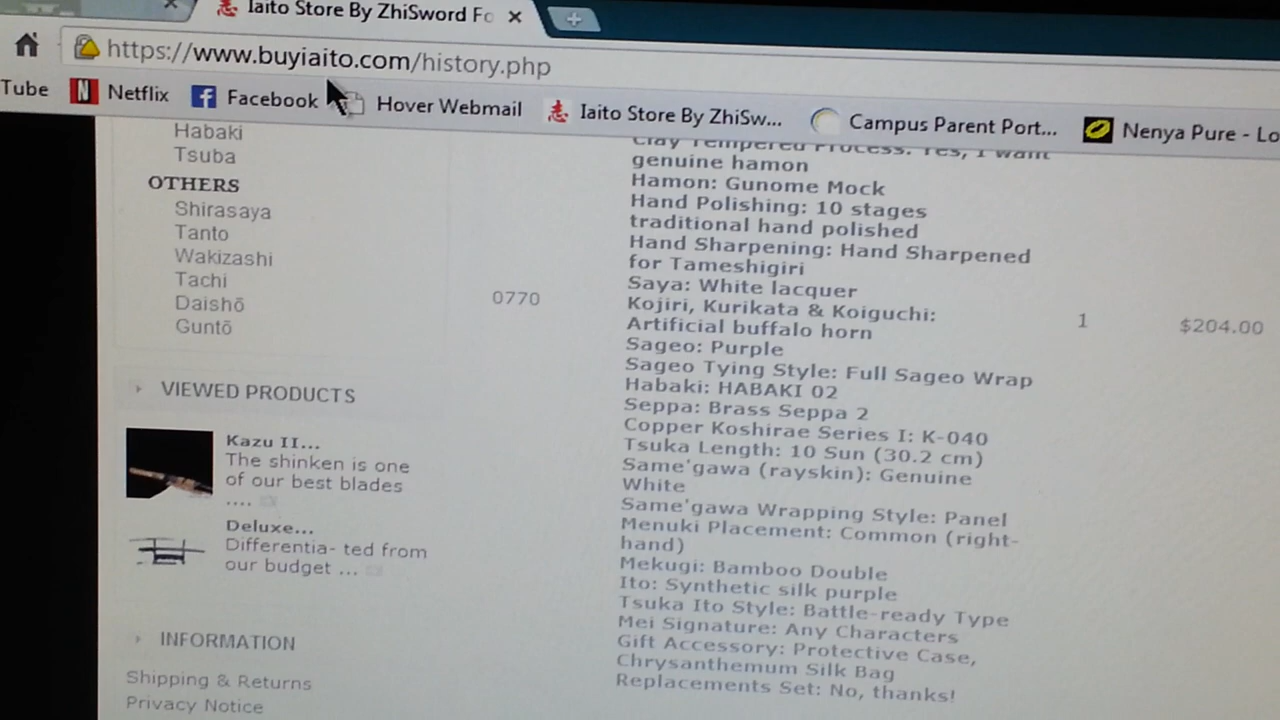 Iaito Store By ZhiSword Fo
https://www.buyiaito.com/history.php
Tube
Netflix
Facebook
Hover Webmail
Iaito Store By ZhiSw...
Campus Parent Port...
Nenya Pure - Lo
Habaki
Tsuba
OTHERS
Shirasaya
Tanto
Wakizashi
Tachi
Daishō
Guntō
VIEWED PRODUCTS
Kazu II...
The shinken is one
of our best blades
....
Deluxe...
Differentia- ted from
our budget ...
INFORMATION
Shipping & Returns
Privacy Notice
0770
Clay Tempered Process: Yes, I want
genuine hamon
Hamon: Gunome Mock
Hand Polishing: 10 stages
traditional hand polished
Hand Sharpening: Hand Sharpened
for Tameshigiri
Saya: White lacquer
Kojiri, Kurikata & Koiguchi:
Artificial buffalo horn
Sageo: Purple
Sageo Tying Style: Full Sageo Wrap
Habaki: HABAKI 02
Seppa: Brass Seppa 2
Copper Koshirae Series I: K-040
Tsuka Length: 10 Sun (30.2 cm)
Same'gawa (rayskin): Genuine
White
Same'gawa Wrapping Style: Panel
Menuki Placement: Common (right-
hand)
Mekugi: Bamboo Double
Ito: Synthetic silk purple
Tsuka Ito Style: Battle-ready Type
Mei Signature: Any Characters
Gift Accessory: Protective Case,
Chrysanthemum Silk Bag
Replacements Set: No, thanks!
1
$204.00